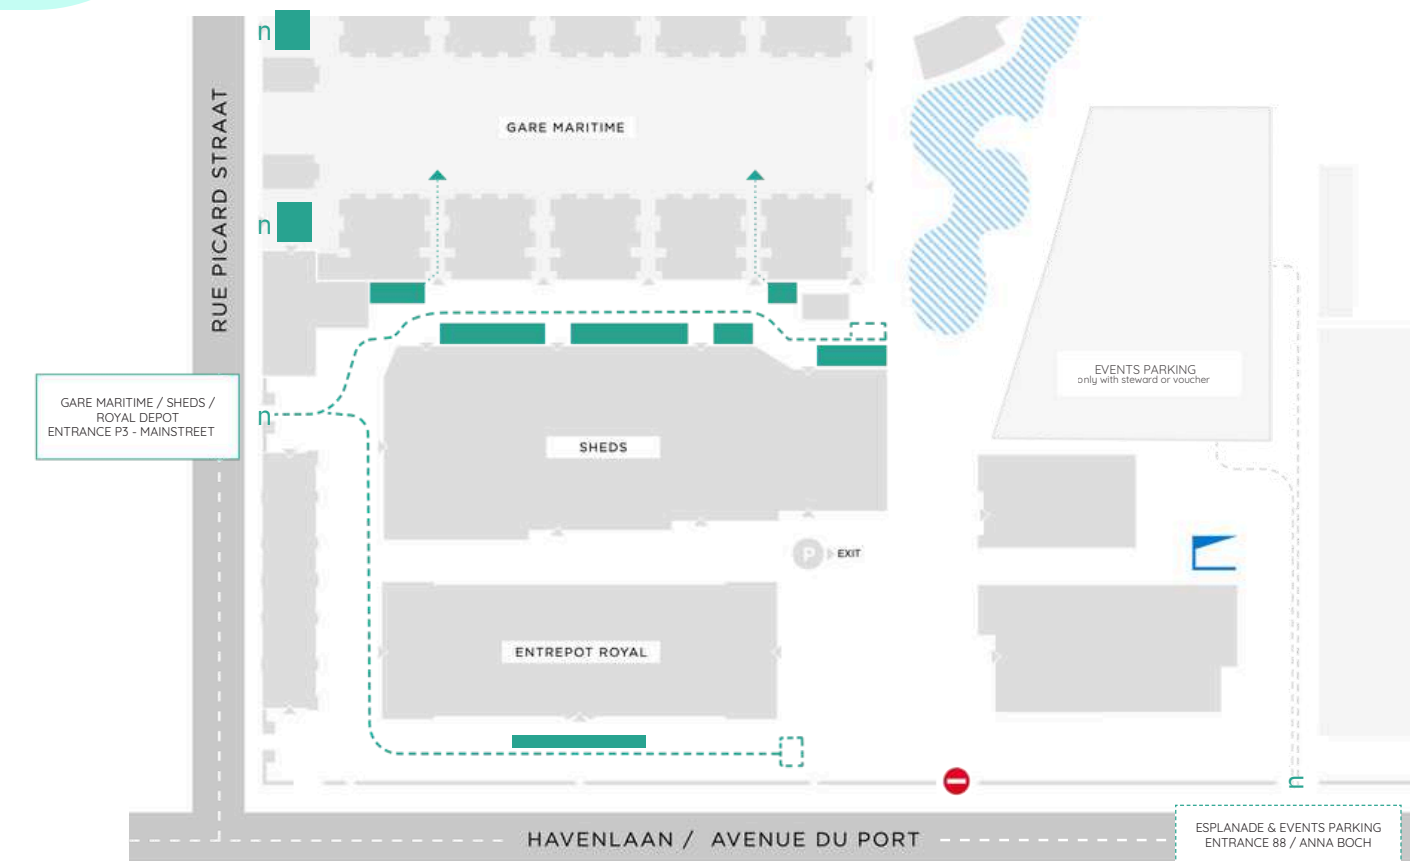 n
RUE PICARD STRAAT
GARE MARITIME
n
GARE MARITIME / SHEDS /
ROYAL DEPOT
ENTRANCE P3 - MAINSTREET
n
EVENTS PARKING
only with steward or voucher
SHEDS
P EXIT
ENTREPOT ROYAL
n
HAVENLAAN / AVENUE DU PORT
ESPLANADE & EVENTS PARKING
ENTRANCE 88 / ANNA BOCH